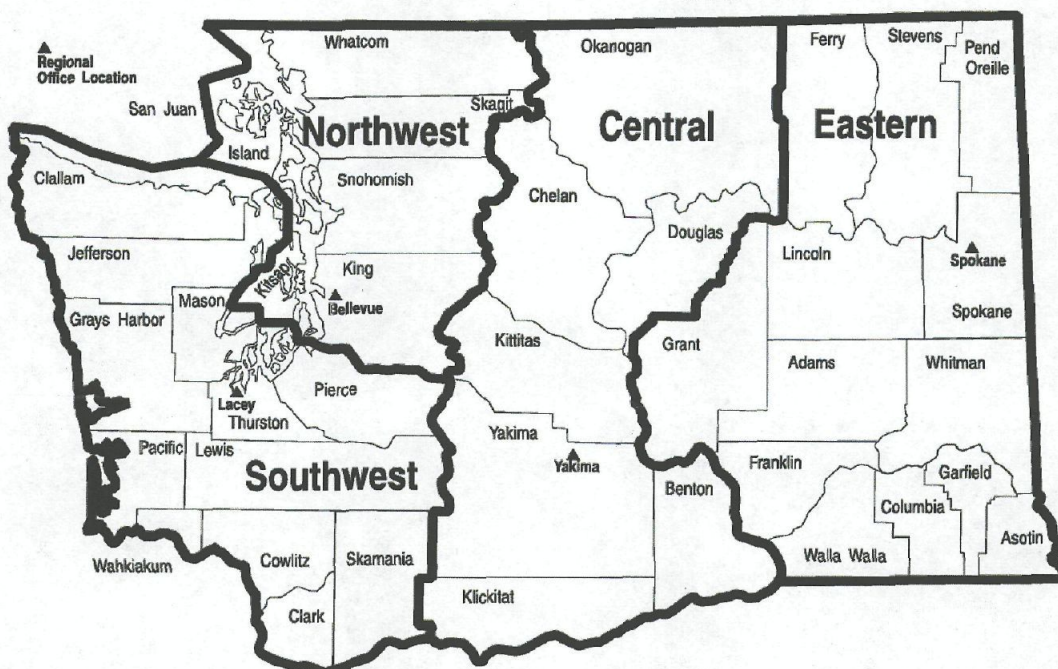 Regional
Office Location
San Juan
Whatcom
Skagit
Northwest
Island
Snohomish
King
Kitsap
Bellevue
Okanogan
Central
Chelan
Douglas
Kittitas
Yakima
Yakima
Benton
Klickitat
Ferry
Stevens
Pend
Oreille
Eastern
Lincoln
Spokane
Spokane
Grant
Adams
Whitman
Franklin
Garfield
Columbia
Walla Walla
Asotin
Clallam
Jefferson
Mason
Grays Harbor
Pierce
Lacey
Thurston
Pacific
Lewis
Southwest
Wahkiakum
Cowlitz
Skamania
Clark